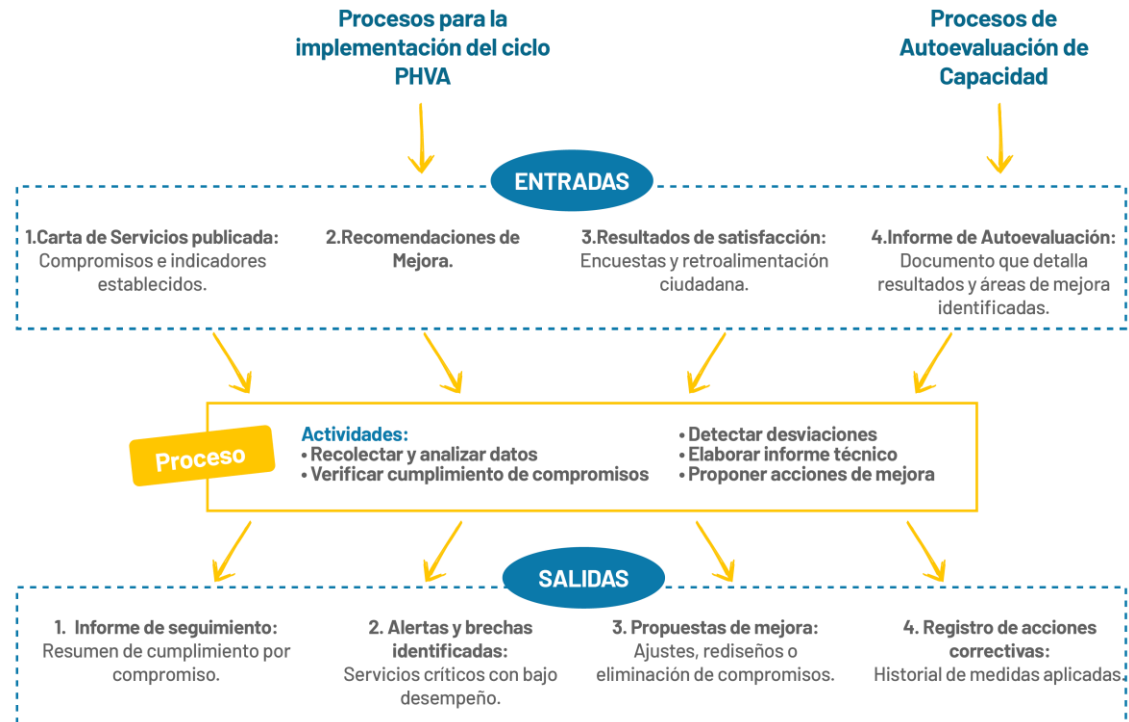 Procesos para la
implementación del ciclo
PHVA
Procesos de
Autoevaluación de
Capacidad
ENTRADAS
1.Carta de Servicios publicada:
Compromisos e indicadores
establecidos.
2.Recomendaciones de
Mejora.
3.Resultados de satisfacción:
Encuestas y retroalimentación
ciudadana.
4.Informe de Autoevaluación:
Documento que detalla
resultados y áreas de mejora
identificadas.
Proceso
Actividades:
• Recolectar y analizar datos
• Verificar cumplimiento de compromisos
• Detectar desviaciones
• Elaborar informe técnico
• Proponer acciones de mejora
SALIDAS
1. Informe de seguimiento:
Resumen de cumplimiento por
compromiso.
2. Alertas y brechas
identificadas:
Servicios críticos con bajo
desempeño.
3. Propuestas de mejora:
Ajustes, rediseños o
eliminación de compromisos.
4. Registro de acciones
correctivas:
Historial de medidas aplicadas.